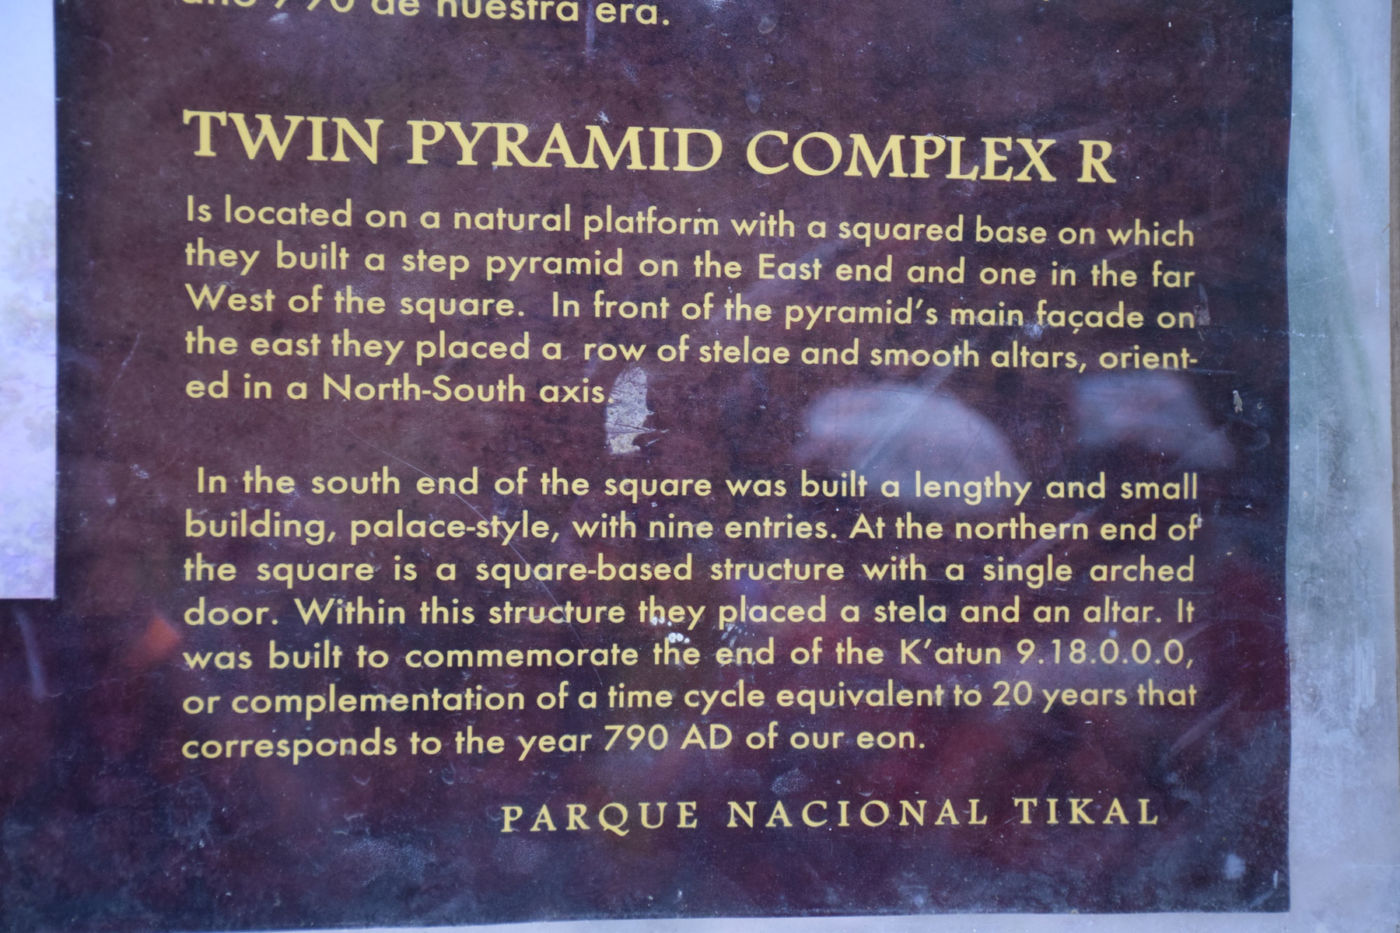 año 790 de nuestra era.
TWIN PYRAMID COMPLEX R
Is located on a natural platform with a squared base on which
they built a step pyramid on the East end and one in the far
West of the square. In front of the pyramid's main façade on
the east they placed a row of stelae and smooth altars, orient-
ed in a North-South axis.
In the south end of the square was built a lengthy and small
building, palace-style, with nine entries. At the northern end of
the square is a square-based structure with a single arched
door. Within this structure they placed a stela and an altar. It
was built to commemorate the end of the K'atun 9.18.0.0.0,
or complementation of a time cycle equivalent to 20 years that
corresponds to the year 790 AD of our eon.
PARQUE NACIONAL TIKAL